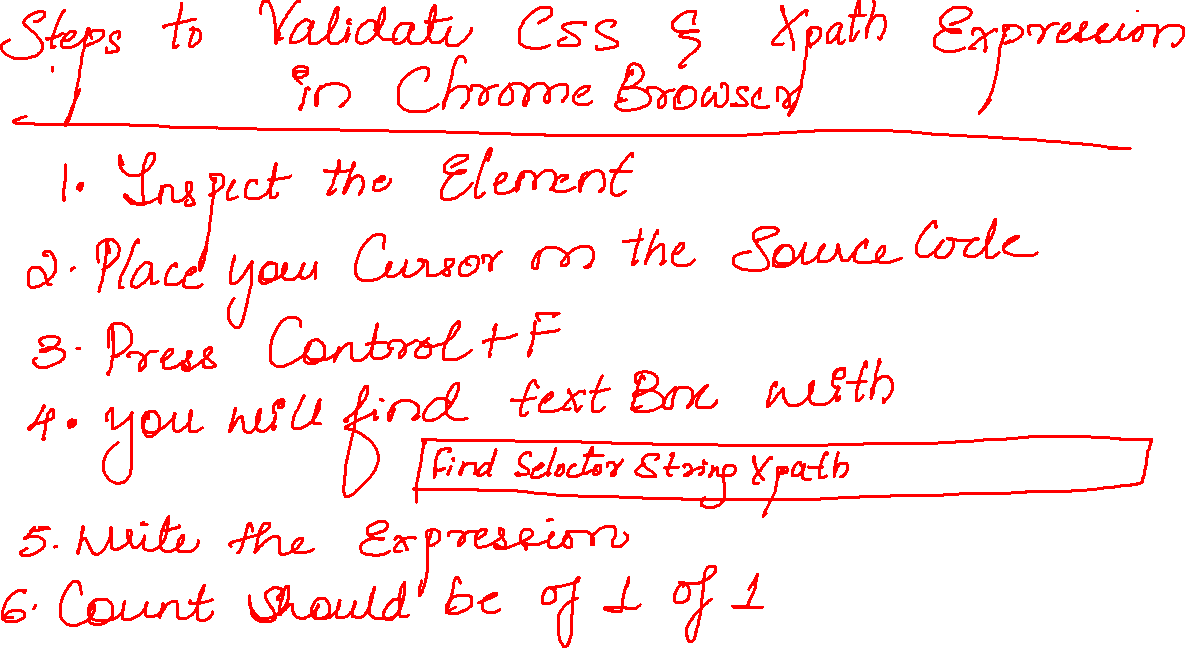 Steps to Validate Css & Xpath Expression
in Chrome Browser
1. Inspect the Element
2. Place your Cursor on the Source Code
3. Press Control + F
4. you will find text Box with
Find Selector String Xpath
5. Write the Expression
6. Count should be of 1 of 1